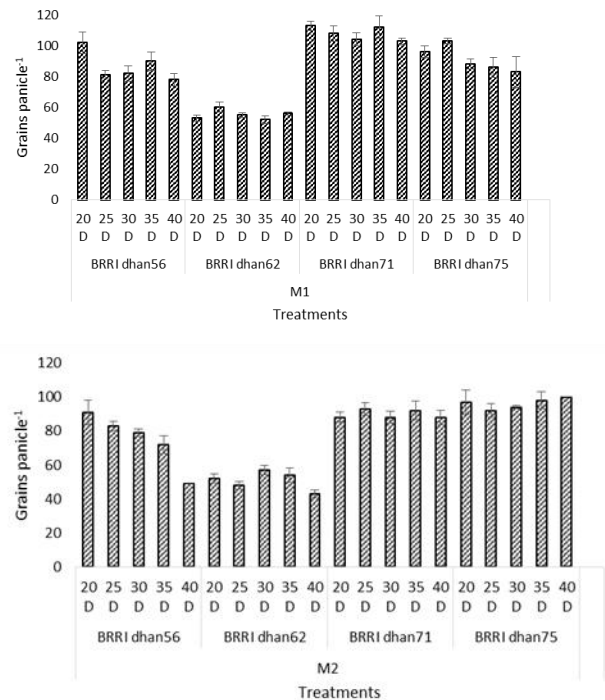 120
100
80
60
40
20
0
Grains panicle⁻¹
20 25 30 35 40 20 25 30 35 40 20 25 30 35 40 20 25 30 35 40
D D D D D D D D D D D D D D D D D D D D
BRRI dhan56 BRRI dhan62 BRRI dhan71 BRRI dhan75
M1
Treatments
120
100
80
60
40
20
0
Grains panicle⁻¹
20 25 30 35 40 20 25 30 35 40 20 25 30 35 40 20 25 30 35 40
D D D D D D D D D D D D D D D D D D D D
BRRI dhan56 BRRI dhan62 BRRI dhan71 BRRI dhan75
M2
Treatments